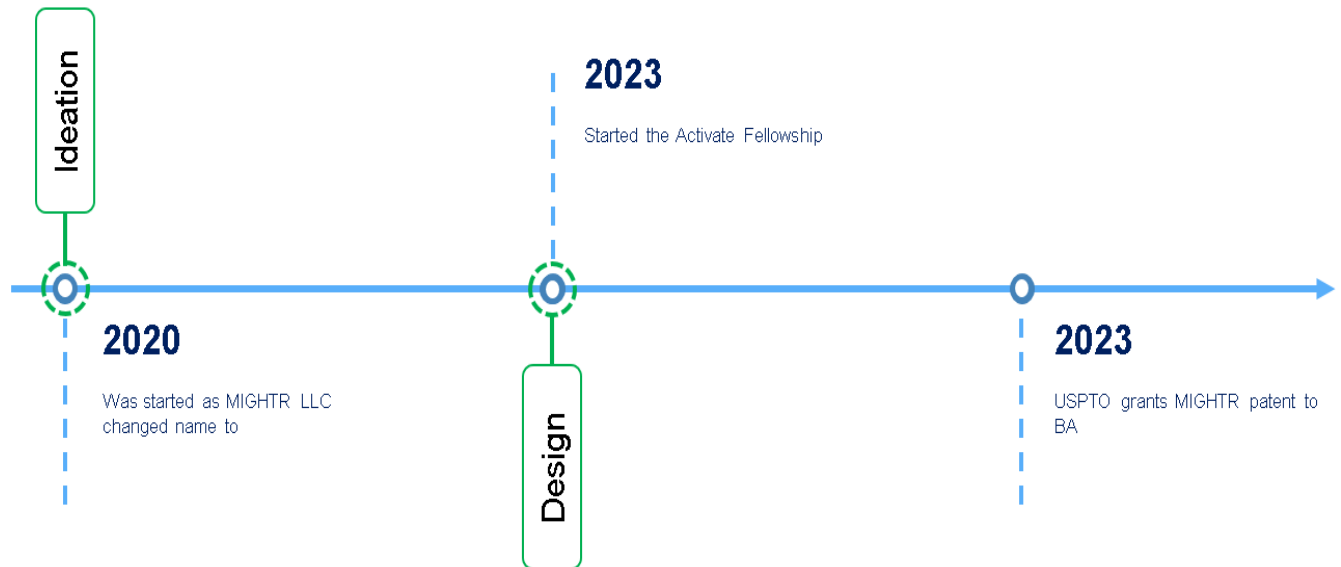 Ideation
2020
Was started as MIGHTR LLC
changed name to
2023
Started the Activate Fellowship
Design
2023
USPTO grants MIGHTR patent to
BA